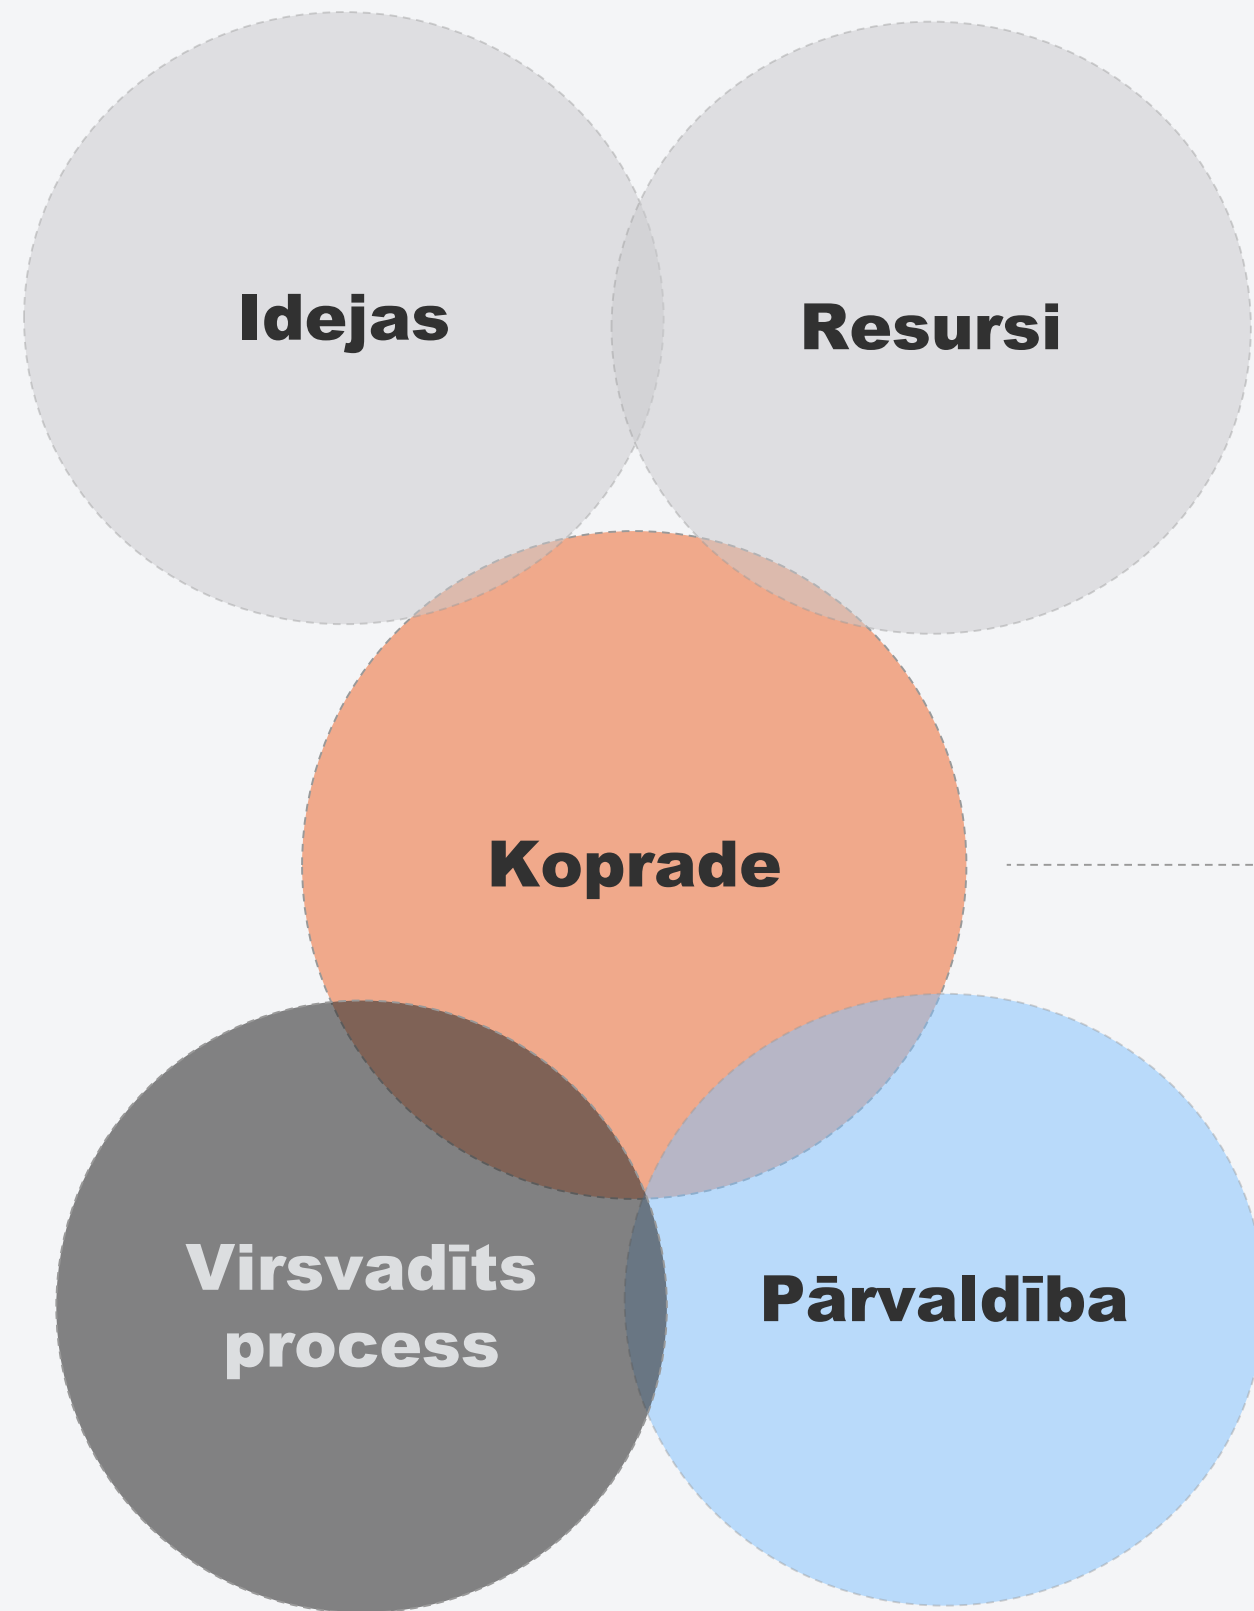 Idejas
Resursi
Koprade
Virsvadīts
process
Pārvaldība